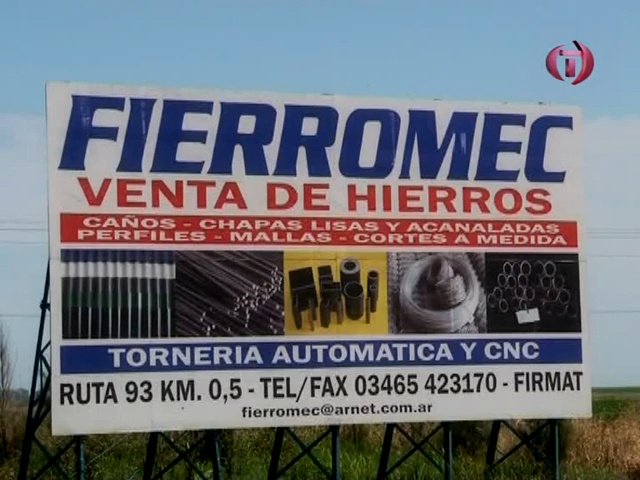 FIERROMEC
VENTA DE HIERROS
CAÑOS - CHAPAS LISAS Y ACANALADAS
PERFILES - MALLAS - CORTES A MEDIDA
TORNERIA AUTOMATICA Y CNC
RUTA 93 KM. 0,5 - TEL/FAX 03465 423170 - FIRMAT
fierromec@arnet.com.ar